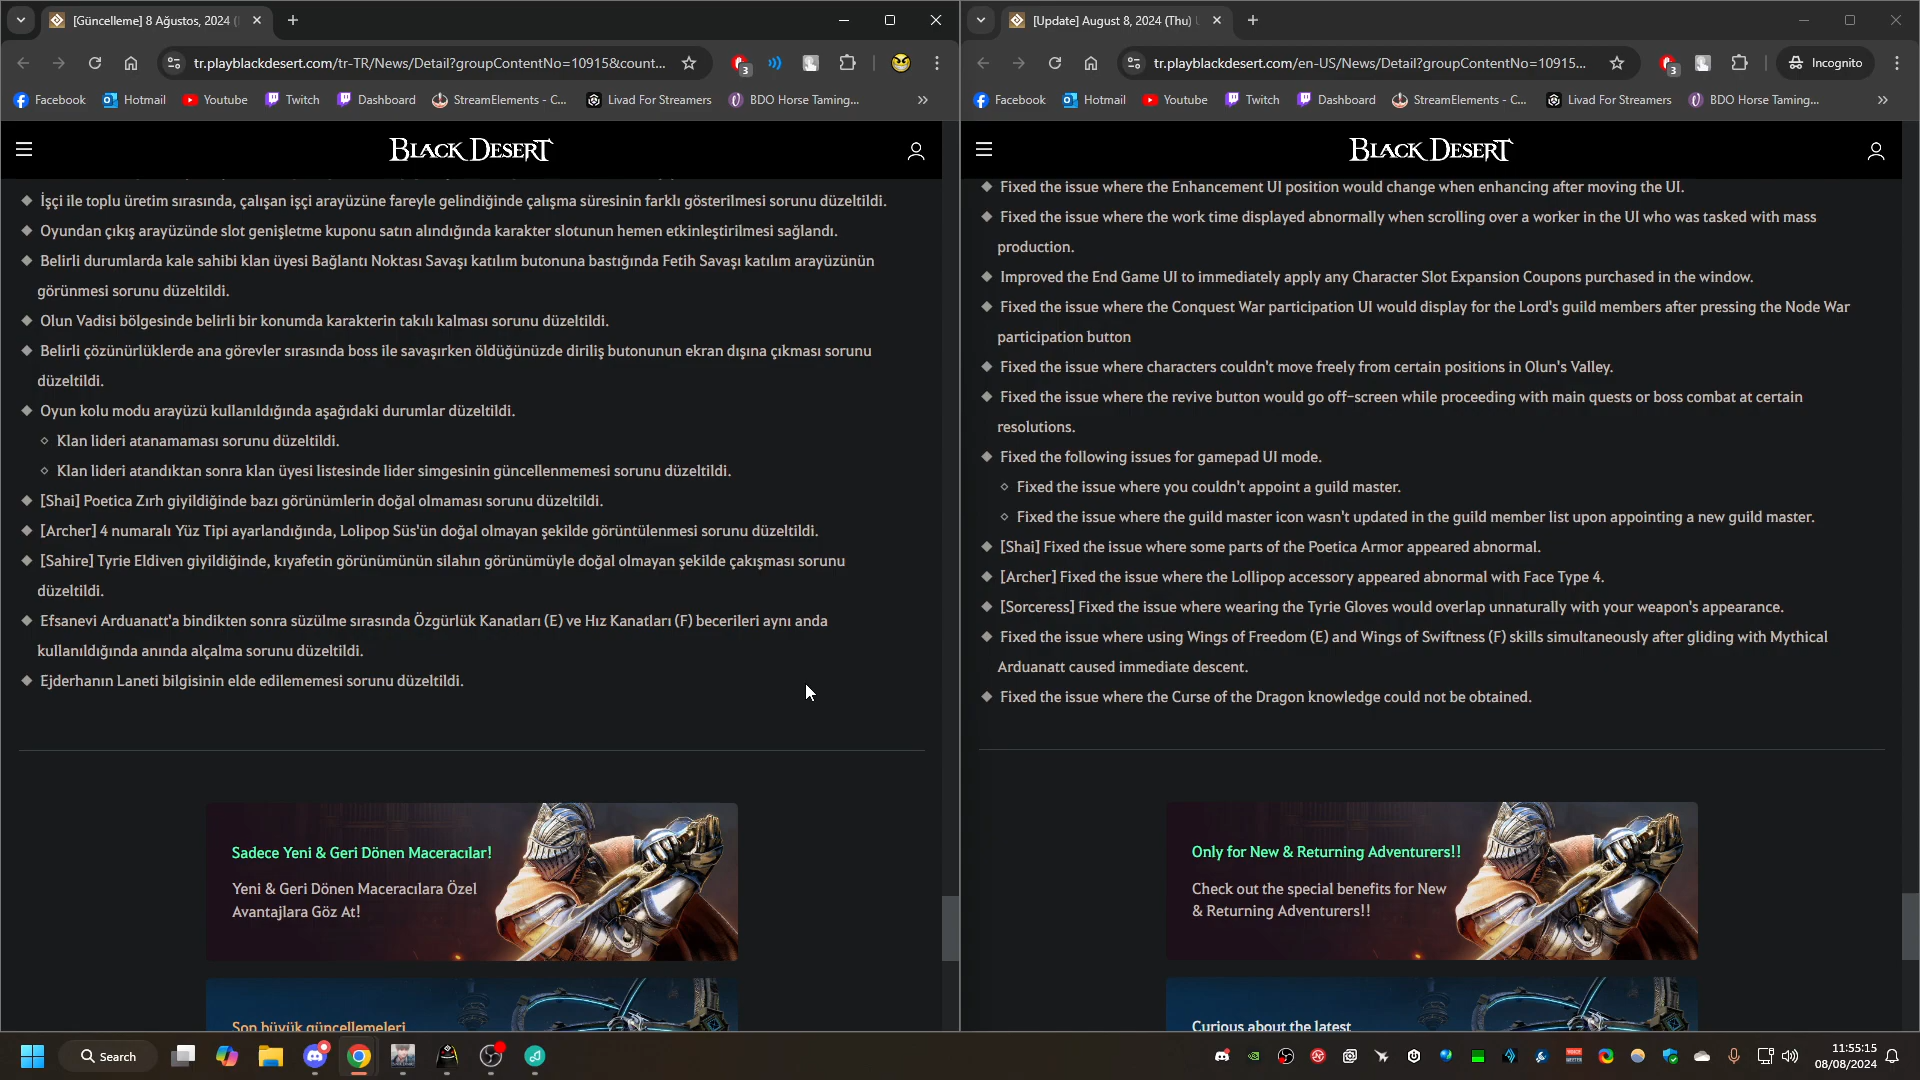 [Güncelleme] 8 Ağustos, 2024 (
tr.playblackdesert.com/tr-TR/News/Detail?groupContentNo=10915&count...
3
Facebook
Hotmail
Youtube
Twitch
Dashboard
StreamElements - C...
Livad For Streamers
BDO Horse Taming...
BLACK DESERT
İşçi ile toplu üretim sırasında, çalışan işçi arayüzüne fareyle gelindiğinde çalışma süresinin farklı gösterilmesi sorunu düzeltildi.
Oyundan çıkış arayüzünde slot genişletme kuponu satın alındığında karakter slotunun hemen etkinleştirilmesi sağlandı.
Belirli durumlarda kale sahibi klan üyesi Bağlantı Noktası Savaşı katılım butonuna bastığında Fetih Savaşı katılım arayüzünün
görünmesi sorunu düzeltildi.
Olun Vadisi bölgesinde belirli bir konumda karakterin takılı kalması sorunu düzeltildi.
Belirli çözünürlüklerde ana görevler sırasında boss ile savaşırken öldüğünüzde diriliş butonunun ekran dışına çıkması sorunu
düzeltildi.
Oyun kolu modu arayüzü kullanıldığında aşağıdaki durumlar düzeltildi.
Klan lideri atanamaması sorunu düzeltildi.
Klan lideri atandıktan sonra klan üyesi listesinde lider simgesinin güncellenmemesi sorunu düzeltildi.
[Shai] Poetica Zırh giyildiğinde bazı görünümlerin doğal olmaması sorunu düzeltildi.
[Archer] 4 numaralı Yüz Tipi ayarlandığında, Lolipop Süs'ün doğal olmayan şekilde görüntülenmesi sorunu düzeltildi.
[Sahire] Tyrie Eldiven giyildiğinde, kıyafetin görünümünün silahın görünümüyle doğal olmayan şekilde çakışması sorunu
düzeltildi.
Efsanevi Arduanatt'a bindikten sonra süzülme sırasında Özgürlük Kanatları (E) ve Hız Kanatları (F) becerileri aynı anda
kullanıldığında anında alçalma sorunu düzeltildi.
Ejderhanın Laneti bilgisinin elde edilememesi sorunu düzeltildi.
Sadece Yeni & Geri Dönen Maceracılar!
Yeni & Geri Dönen Maceracılara Özel
Avantajlara Göz At!
Son büyük güncellemeleri
[Update] August 8, 2024 (Thu) U
tr.playblackdesert.com/en-US/News/Detail?groupContentNo=10915...
3
Incognito
Facebook
Hotmail
Youtube
Twitch
Dashboard
StreamElements - C...
Livad For Streamers
BDO Horse Taming...
BLACK DESERT
Fixed the issue where the Enhancement UI position would change when enhancing after moving the UI.
Fixed the issue where the work time displayed abnormally when scrolling over a worker in the UI who was tasked with mass
production.
Improved the End Game UI to immediately apply any Character Slot Expansion Coupons purchased in the window.
Fixed the issue where the Conquest War participation UI would display for the Lord's guild members after pressing the Node War
participation button
Fixed the issue where characters couldn't move freely from certain positions in Olun's Valley.
Fixed the issue where the revive button would go off-screen while proceeding with main quests or boss combat at certain
resolutions.
Fixed the following issues for gamepad UI mode.
Fixed the issue where you couldn't appoint a guild master.
Fixed the issue where the guild master icon wasn't updated in the guild member list upon appointing a new guild master.
[Shai] Fixed the issue where some parts of the Poetica Armor appeared abnormal.
[Archer] Fixed the issue where the Lollipop accessory appeared abnormal with Face Type 4.
[Sorceress] Fixed the issue where wearing the Tyrie Gloves would overlap unnaturally with your weapon's appearance.
Fixed the issue where using Wings of Freedom (E) and Wings of Swiftness (F) skills simultaneously after gliding with Mythical
Arduanatt caused immediate descent.
Fixed the issue where the Curse of the Dragon knowledge could not be obtained.
Only for New & Returning Adventurers!!
Check out the special benefits for New
& Returning Adventurers!!
Curious about the latest
Search
11:55:15
08/08/2024